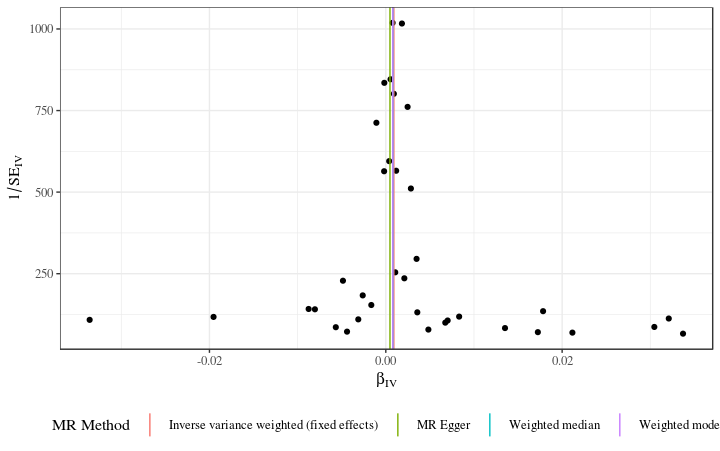 1000
750
500
250
1/SE_IV
-0.02
0.00
0.02
β_IV
MR Method
Inverse variance weighted (fixed effects)
MR Egger
Weighted median
Weighted mode